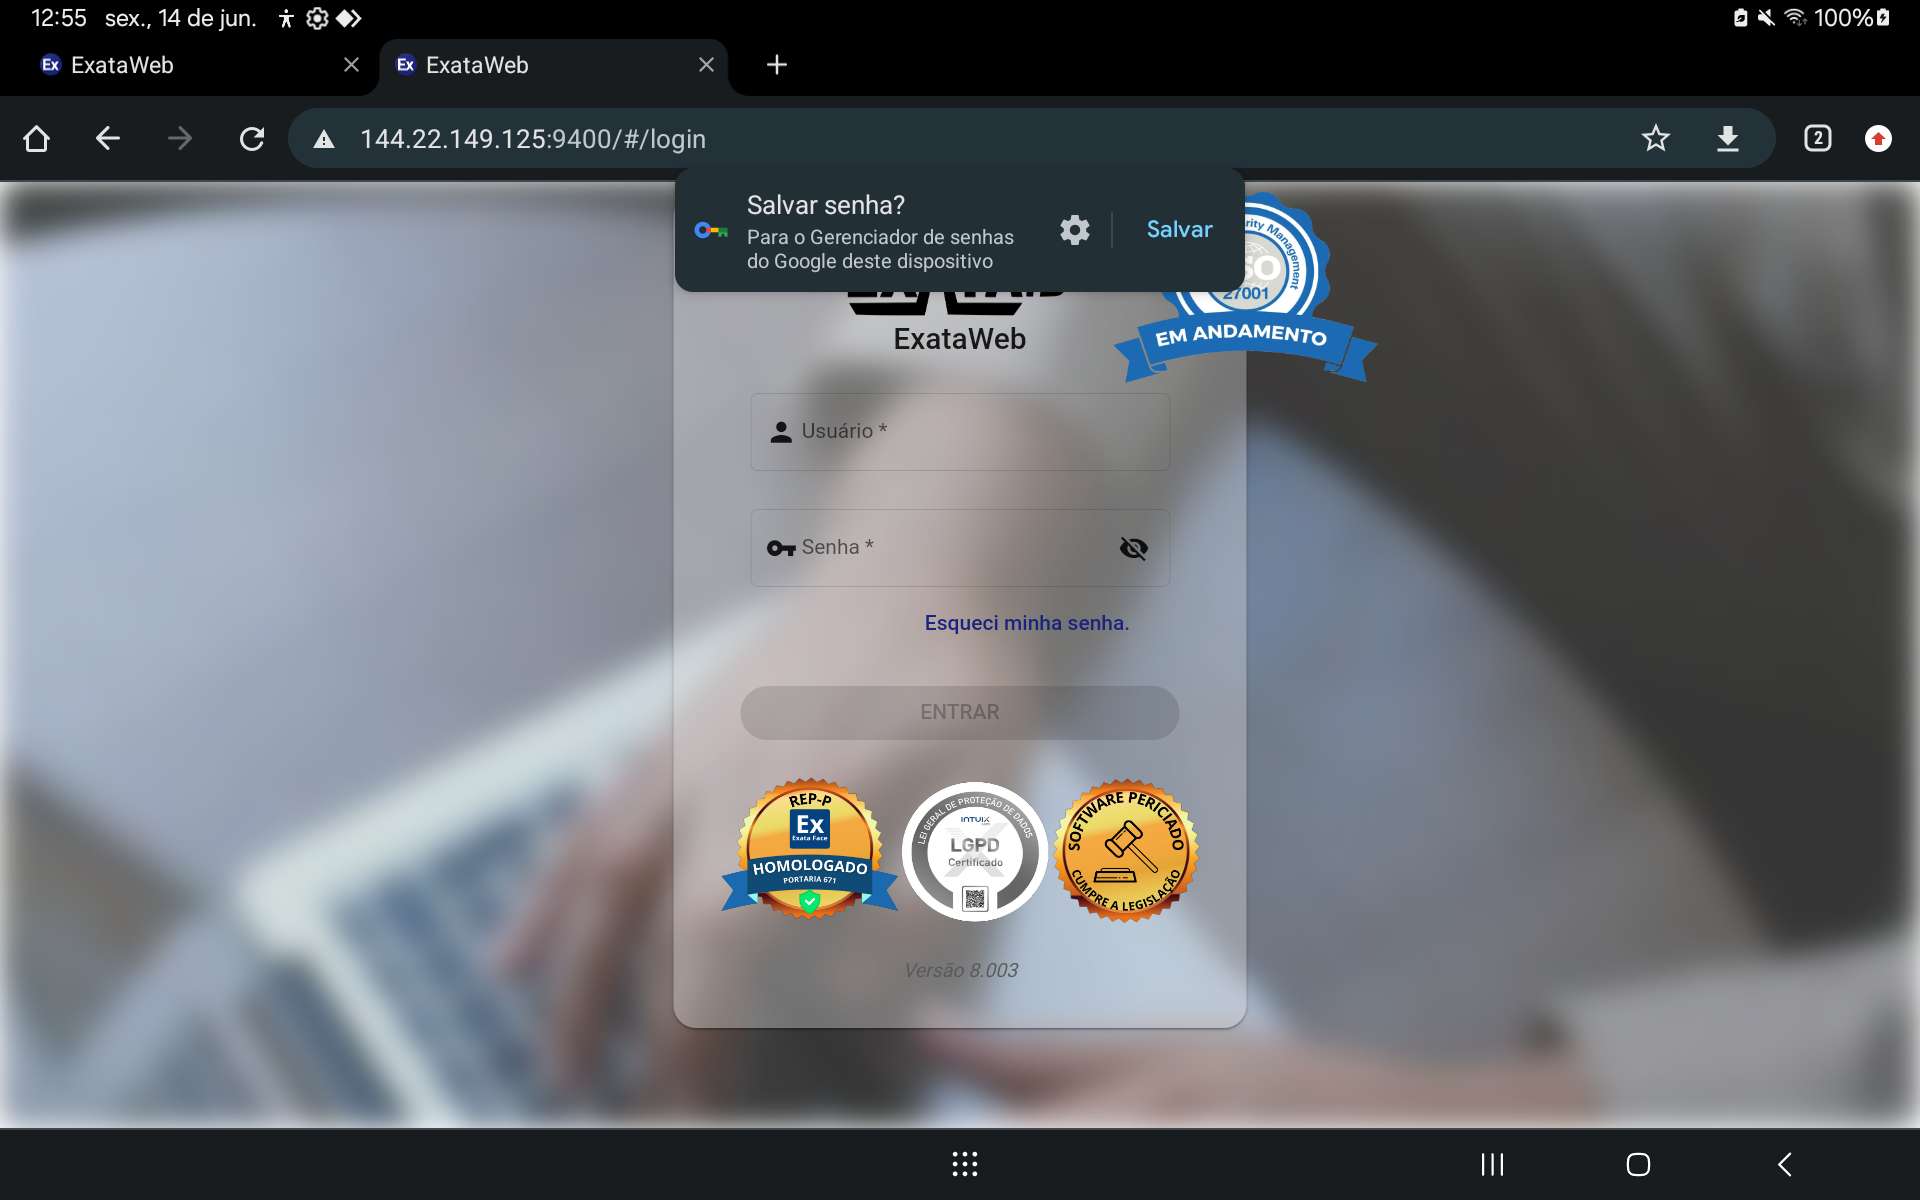 12:55 sex., 14 de jun.
100%
Ex ExataWeb
Ex ExataWeb
144.22.149.125:9400/#/login
2
Salvar senha?
Para o Gerenciador de senhas
do Google deste dispositivo
Salvar
Management
27001
EM ANDAMENTO
ExataWeb
Usuário *
Senha *
Esqueci minha senha.
ENTRAR
REP-P
Ex
Exata Face
HOMOLOGADO
PORTARIA 671
LEI GERAL DE PROTEÇÃO DE DADOS
INTUIX
LGPD
Certificado
SOFTWARE PERICIADO
CUMPRE A LEGISLAÇÃO
Versão 8.003